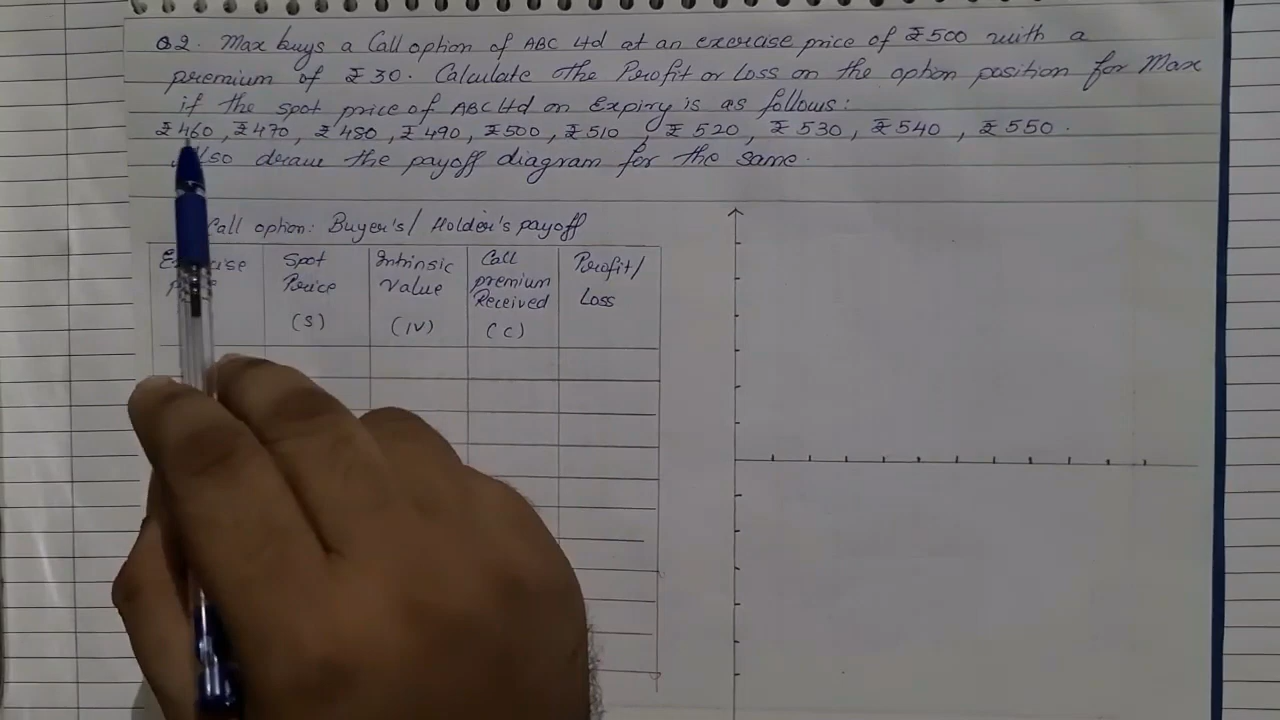 Q2. Max buys a Call option of ABC Ltd at an exercise price of ₹500 with a
premium of ₹30. Calculate the Profit or Loss on the option position for Max
if the spot price of ABC Ltd on Expiry is as follows:
₹460, ₹470, ₹480, ₹490, ₹500, ₹510, ₹520, ₹530, ₹540, ₹550.
draw the payoff diagram for the same.
Call option: Buyer's/ Holder's payoff
Spot Price (S)
Intrinsic Value (IV)
Call premium Received (C)
Profit/ Loss